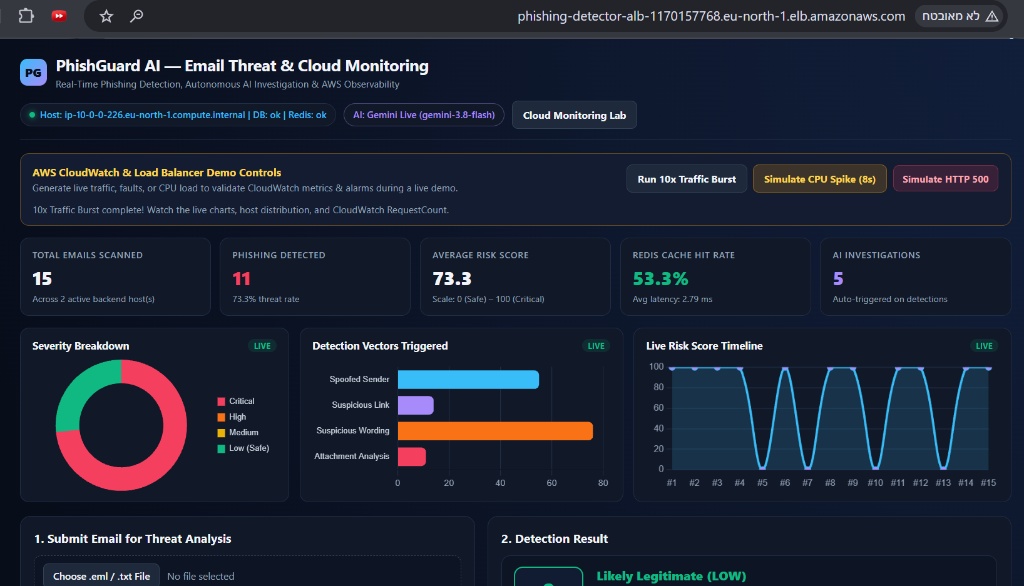 phishing-detector-alb-1170157768.eu-north-1.elb.amazonaws.com
לא מאובטח
PG
PhishGuard AI — Email Threat & Cloud Monitoring
Real-Time Phishing Detection, Autonomous AI Investigation & AWS Observability
Host: ip-10-0-0-226.eu-north-1.compute.internal | DB: ok | Redis: ok
AI: Gemini Live (gemini-3.8-flash)
Cloud Monitoring Lab
AWS CloudWatch & Load Balancer Demo Controls
Generate live traffic, faults, or CPU load to validate CloudWatch metrics & alarms during a live demo.
10x Traffic Burst complete! Watch the live charts, host distribution, and CloudWatch RequestCount.
Run 10x Traffic Burst
Simulate CPU Spike (8s)
Simulate HTTP 500
TOTAL EMAILS SCANNED
15
Across 2 active backend host(s)
PHISHING DETECTED
11
73.3% threat rate
AVERAGE RISK SCORE
73.3
Scale: 0 (Safe) – 100 (Critical)
REDIS CACHE HIT RATE
53.3%
Avg latency: 2.79 ms
AI INVESTIGATIONS
5
Auto-triggered on detections
Severity Breakdown
LIVE
Critical
High
Medium
Low (Safe)
Detection Vectors Triggered
LIVE
Spoofed Sender
Suspicious Link
Suspicious Wording
Attachment Analysis
0 20 40 60 80
Live Risk Score Timeline
LIVE
100
80
60
40
20
0
#1 #2 #3 #4 #5 #6 #7 #8 #9 #10 #11 #12 #13 #14 #15
1. Submit Email for Threat Analysis
Choose .eml / .txt File
No file selected
2. Detection Result
Likely Legitimate (LOW)